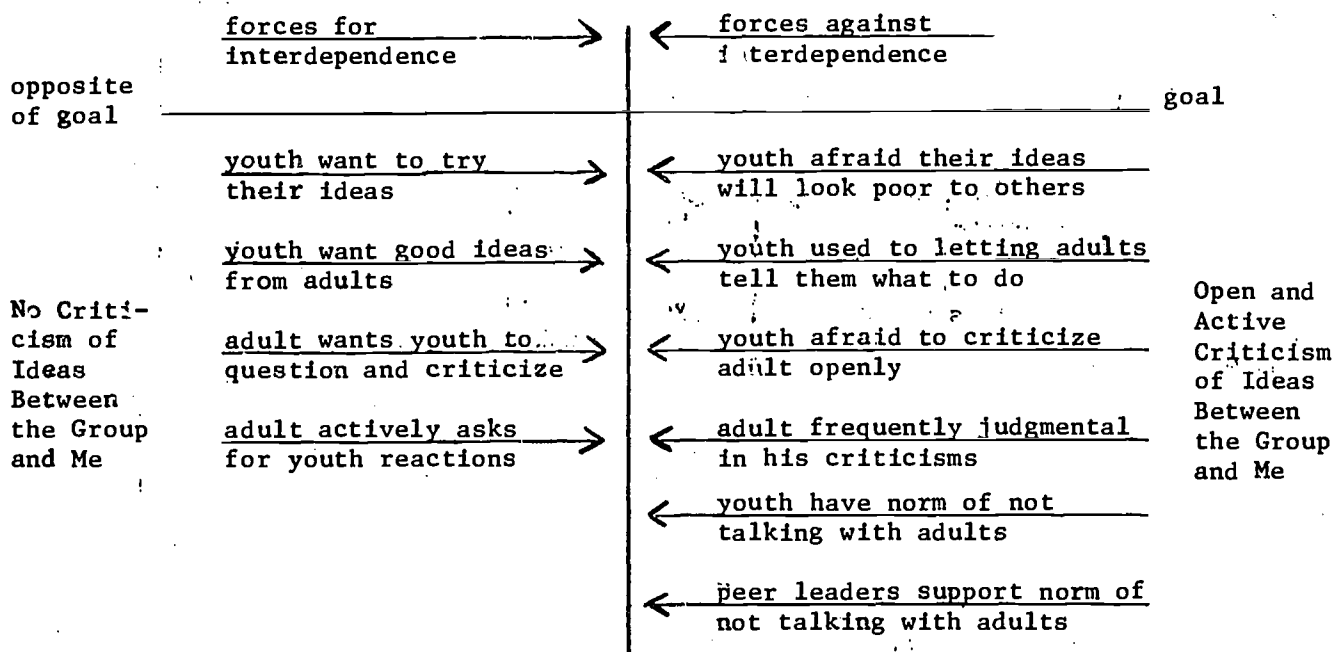 forces for
interdependence
forces against
interdependence
opposite
of goal
goal
youth want to try
their ideas
youth afraid their ideas
will look poor to others
youth want good ideas
from adults
youth used to letting adults
tell them what to do
No Criti-
cism of
Ideas
Between
the Group
and Me
adult wants youth to
question and criticize
youth afraid to criticize
adult openly
adult actively asks
for youth reactions
adult frequently judgmental
in his criticisms
youth have norm of not
talking with adults
peer leaders support norm of
not talking with adults
Open and
Active
Criticism
of Ideas
Between
the Group
and Me